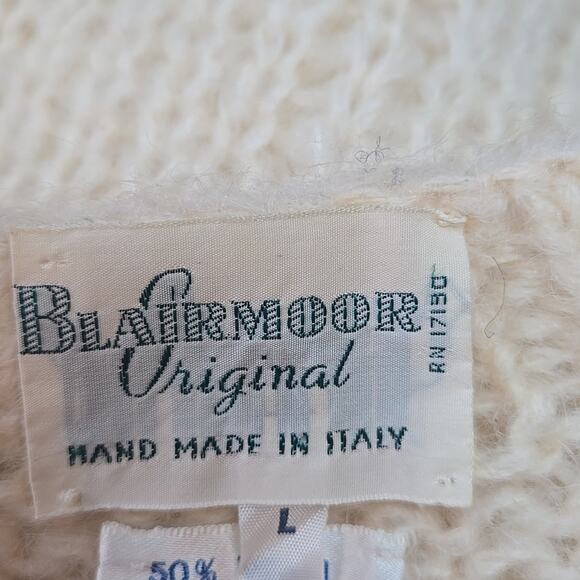 BLAIRMOOR
Original
HAND MADE IN ITALY
RN 17130
L
50%